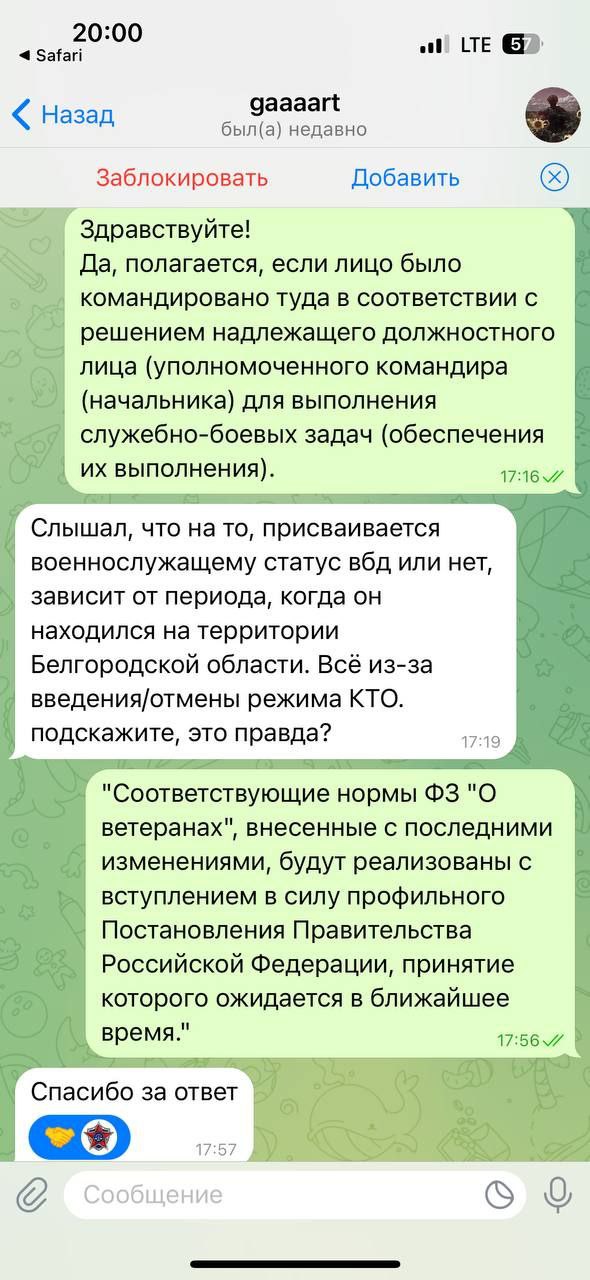 20:00
Safari
LTE
57
Назад
gaaaart
был(а) недавно
Заблокировать
Добавить
Здравствуйте!
Да, полагается, если лицо было
командировано туда в соответствии с
решением надлежащего должностного
лица (уполномоченного командира
(начальника) для выполнения
служебно-боевых задач (обеспечения
их выполнения).
17:16
Слышал, что на то, присваивается
военнослужащему статус вбд или нет,
зависит от периода, когда он
находился на территории
Белгородской области. Всё из-за
введения/отмены режима КТО.
подскажите, это правда?
17:19
"Соответствующие нормы ФЗ "О
ветеранах", внесенные с последними
изменениями, будут реализованы с
вступлением в силу профильного
Постановления Правительства
Российской Федерации, принятие
которого ожидается в ближайшее
время."
17:56
Спасибо за ответ
17:57
Сообщение